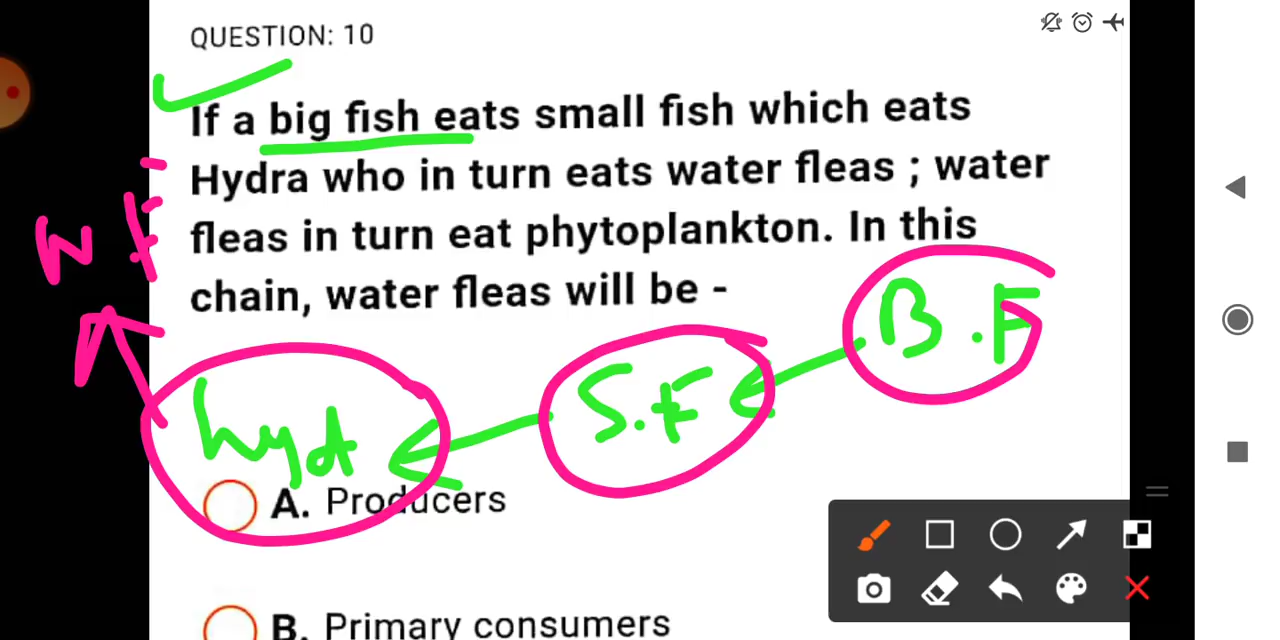 QUESTION: 10
If a big fish eats small fish which eats
Hydra who in turn eats water fleas ; water
fleas in turn eat phytoplankton. In this
chain, water fleas will be -
W.F
B.F
S.F
hyd
A. Producers
B. Primary consumers